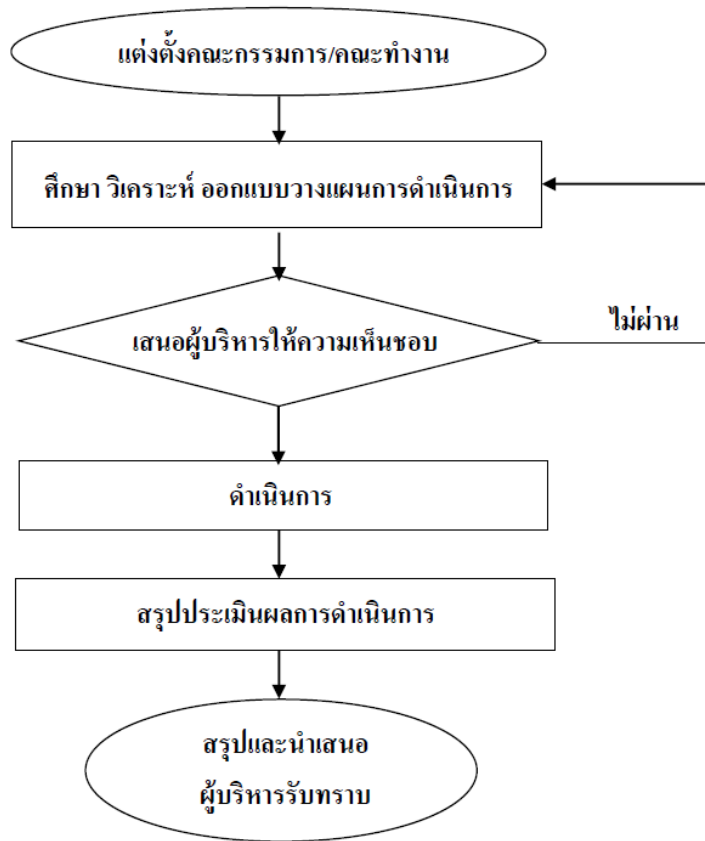 แต่งตั้งคณะกรรมการ/คณะทำงาน
ศึกษา วิเคราะห์ ออกแบบวางแผนการดำเนินการ
เสนอผู้บริหารให้ความเห็นชอบ
ไม่ผ่าน
ดำเนินการ
สรุปประเมินผลการดำเนินการ
สรุปและนำเสนอ
ผู้บริหารรับทราบ